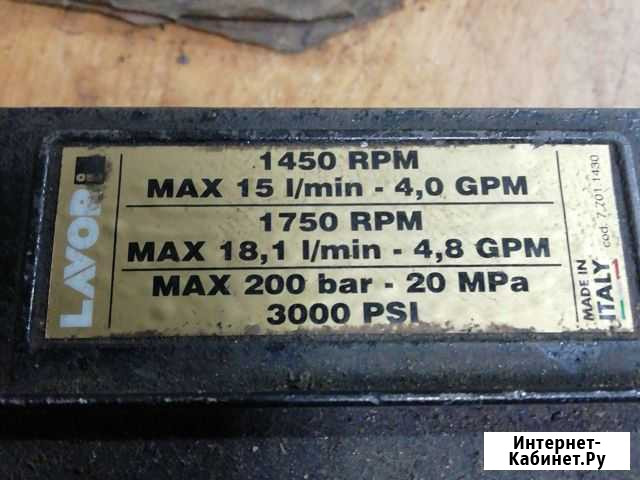 LAVOR
1450 RPM
MAX 15 l/min - 4,0 GPM
1750 RPM
MAX 18,1 l/min - 4,8 GPM
MAX 200 bar - 20 MPa
3000 PSI
MADE IN
ITALY
cod. 7.701 1430
Интернет-
Кабинет.Ру